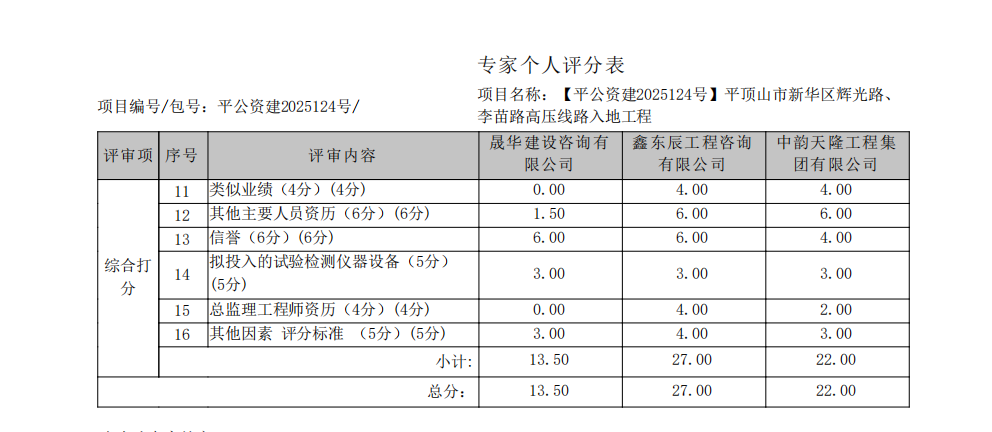 专家个人评分表
项目编号/包号：平公资建2025124号/
项目名称：【平公资建2025124号】平顶山市新华区辉光路、
李苗路高压线路入地工程
评审项 序号 评审内容 晟华建设咨询有限公司 鑫东辰工程咨询有限公司 中韵天隆工程集团有限公司
综合打分
11 类似业绩（4分）(4分) 0.00 4.00 4.00
12 其他主要人员资历（6分）(6分) 1.50 6.00 6.00
13 信誉（6分）(6分) 6.00 6.00 4.00
14 拟投入的试验检测仪器设备（5分）(5分) 3.00 3.00 3.00
15 总监理工程师资历（4分）(4分) 0.00 4.00 2.00
16 其他因素 评分标准 （5分）(5分) 3.00 4.00 3.00
小计: 13.50 27.00 22.00
总分: 13.50 27.00 22.00